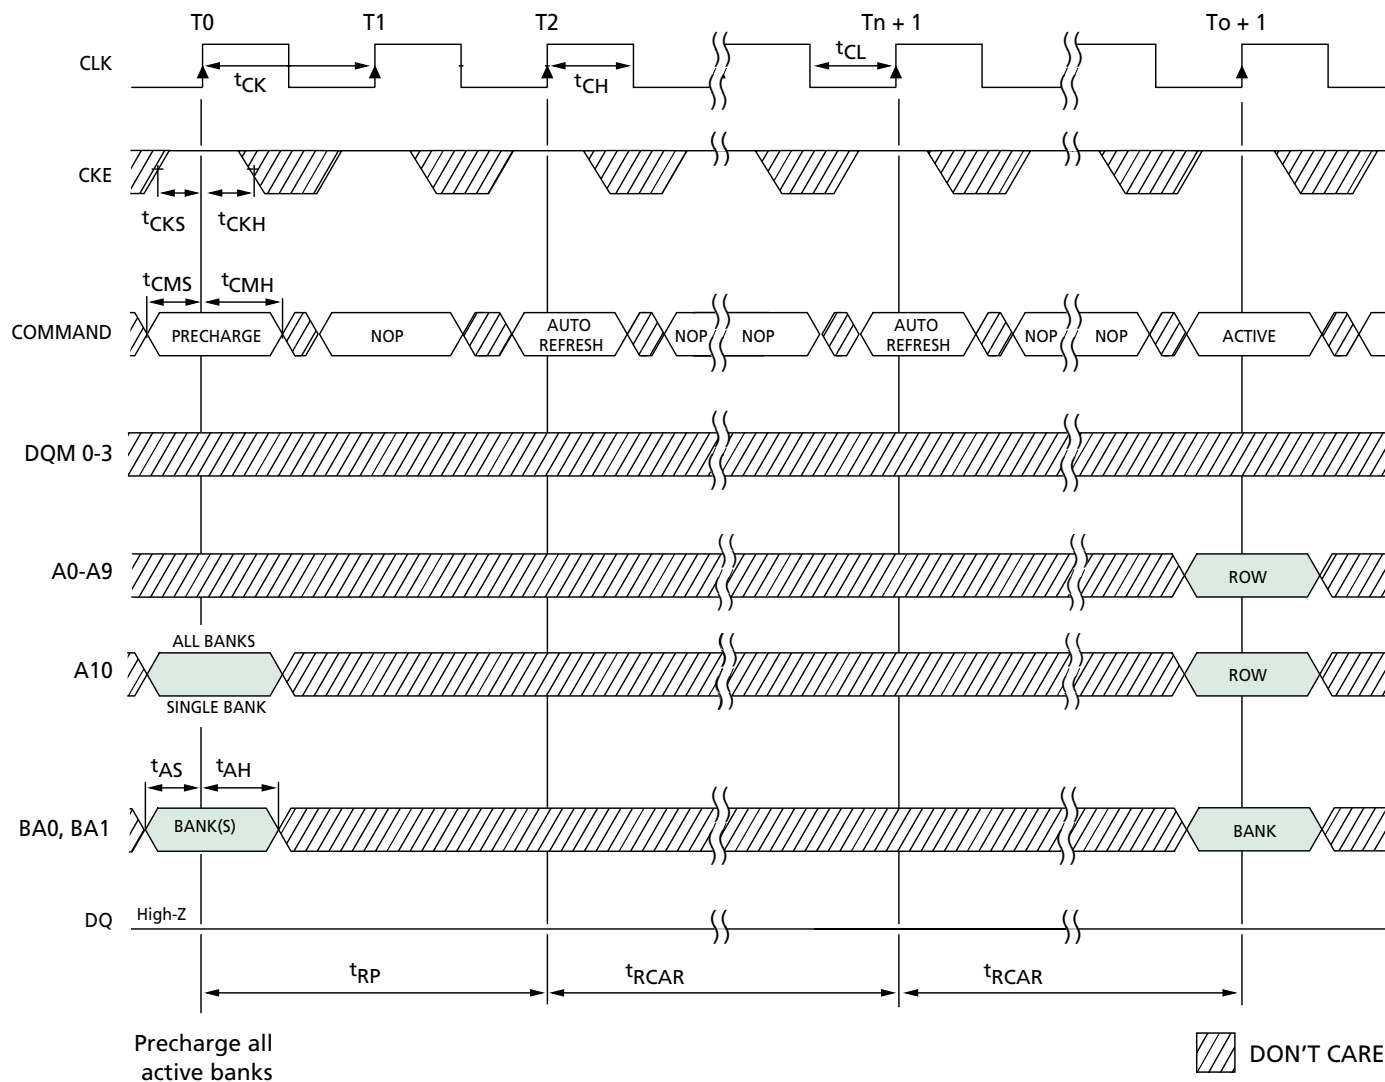 T0 T1 T2 Tn + 1 To + 1
CLK
tCK tCH tCL
CKE
tCKS tCKH
tCMS tCMH
COMMAND PRECHARGE NOP AUTO REFRESH NOP NOP AUTO REFRESH NOP NOP ACTIVE
DQM 0-3
A0-A9 ROW
ALL BANKS
A10 ROW
SINGLE BANK
tAS tAH
BA0, BA1 BANK(S) BANK
DQ High-Z
tRP tRCAR tRCAR
Precharge all
active banks
DON'T CARE